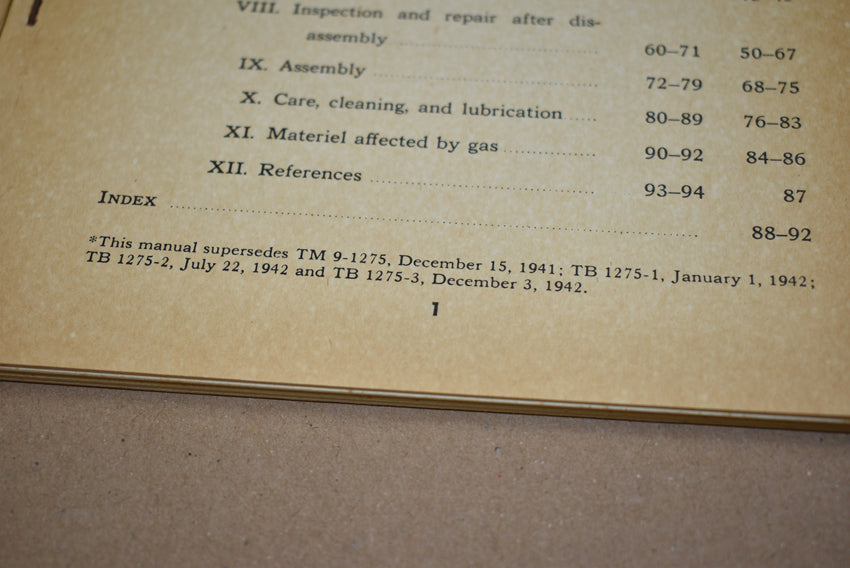 VIII. Inspection and repair after dis-
assembly 60–71 50–67
IX. Assembly 72–79 68–75
X. Care, cleaning, and lubrication 80–89 76–83
XI. Materiel affected by gas 90–92 84–86
XII. References 93–94 87
INDEX 88–92
*This manual supersedes TM 9-1275, December 15, 1941; TB 1275-1, January 1, 1942;
TB 1275-2, July 22, 1942 and TB 1275-3, December 3, 1942.
1